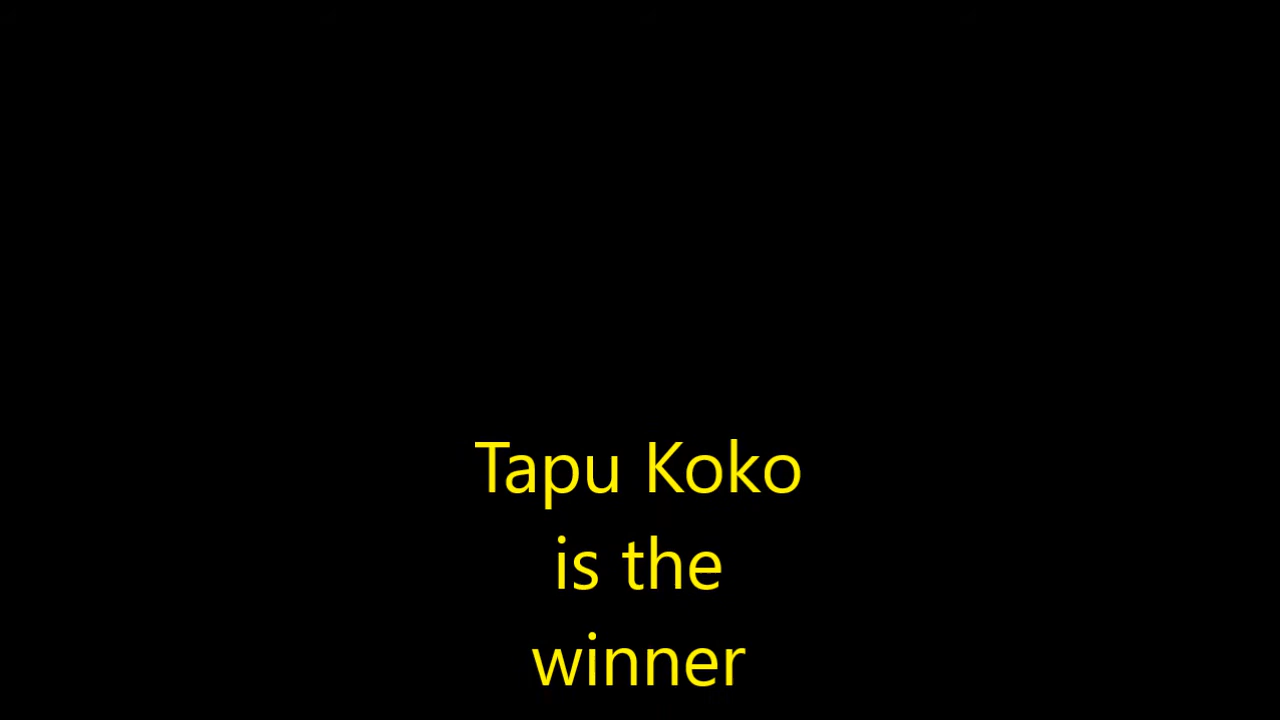 Tapu Koko
is the
winner